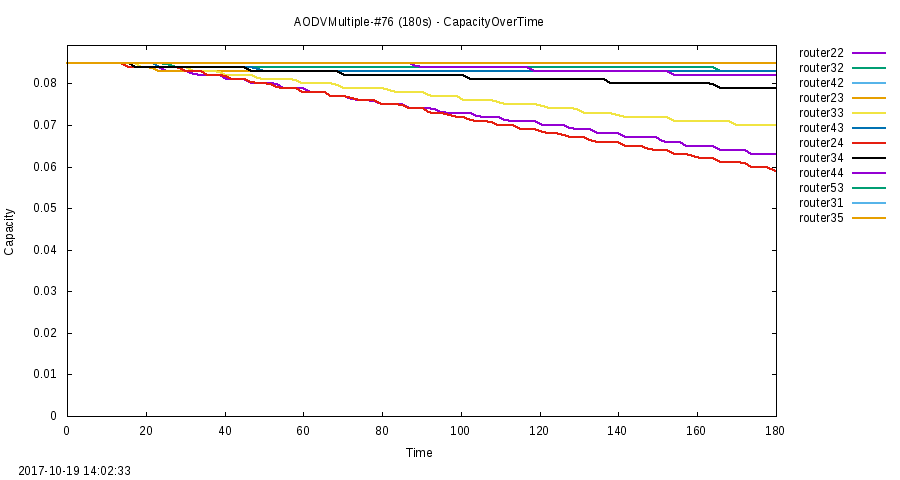 AODVMultiple-#76 (180s) - CapacityOverTime
router22
router32
router42
router23
router33
router43
router24
router34
router44
router53
router31
router35
0.08
0.07
0.06
0.05
0.04
0.03
0.02
0.01
0
Capacity
0 20 40 60 80 100 120 140 160 180
Time
2017-10-19 14:02:33